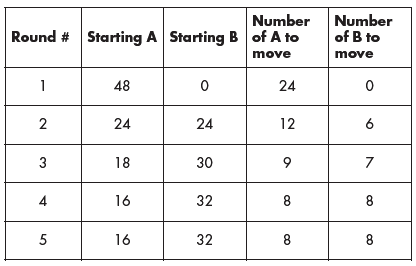 Round # Starting A Starting B Number of A to move Number of B to move
1 48 0 24 0
2 24 24 12 6
3 18 30 9 7
4 16 32 8 8
5 16 32 8 8